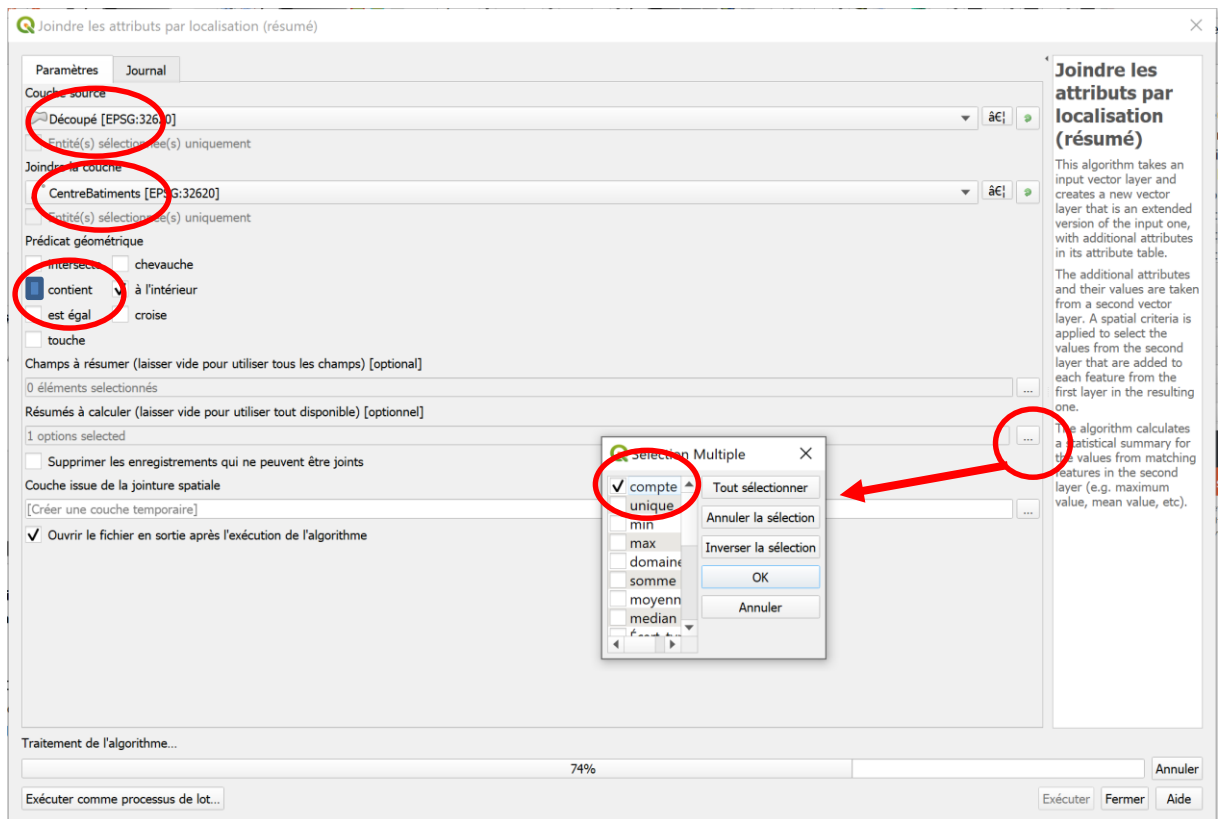 Joindre les attributs par localisation (résumé)
Paramètres
Journal
Couche source
Découpé [EPSG:32620]
â€¦
Entité(s) sélectionnée(s) uniquement
Joindre la couche
CentreBatiments [EPSG:32620]
â€¦
Entité(s) sélectionnée(s) uniquement
Prédicat géométrique
intersecte chevauche
contient à l'intérieur
est égal croise
touche
Champs à résumer (laisser vide pour utiliser tous les champs) [optional]
0 éléments selectionnés
...
Résumés à calculer (laisser vide pour utiliser tout disponible) [optionnel]
1 options selected
...
Supprimer les enregistrements qui ne peuvent être joints
Couche issue de la jointure spatiale
[Créer une couche temporaire]
...
Ouvrir le fichier en sortie après l'exécution de l'algorithme
Sélection Multiple
compte
unique
min
max
domaine
somme
moyenn
median
Tout sélectionner
Annuler la sélection
Inverser la sélection
OK
Annuler
Joindre les
attributs par
localisation
(résumé)
This algorithm takes an
input vector layer and
creates a new vector
layer that is an extended
version of the input one,
with additional attributes
in its attribute table.
The additional attributes
and their values are taken
from a second vector
layer. A spatial criteria is
applied to select the
values from the second
layer that are added to
each feature from the
first layer in the resulting
one.
The algorithm calculates
a statistical summary for
the values from matching
features in the second
layer (e.g. maximum
value, mean value, etc).
Traitement de l'algorithme...
74%
Annuler
Exécuter comme processus de lot...
Exécuter
Fermer
Aide